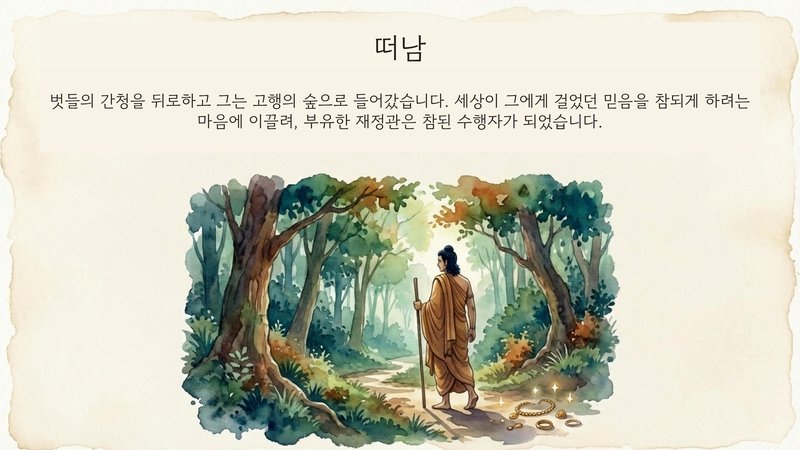 떠남
벗들의 간청을 뒤로하고 그는 고행의 숲으로 들어갔습니다. 세상이 그에게 걸었던 믿음을 참되게 하려는
마음에 이끌려, 부유한 재정관은 참된 수행자가 되었습니다.